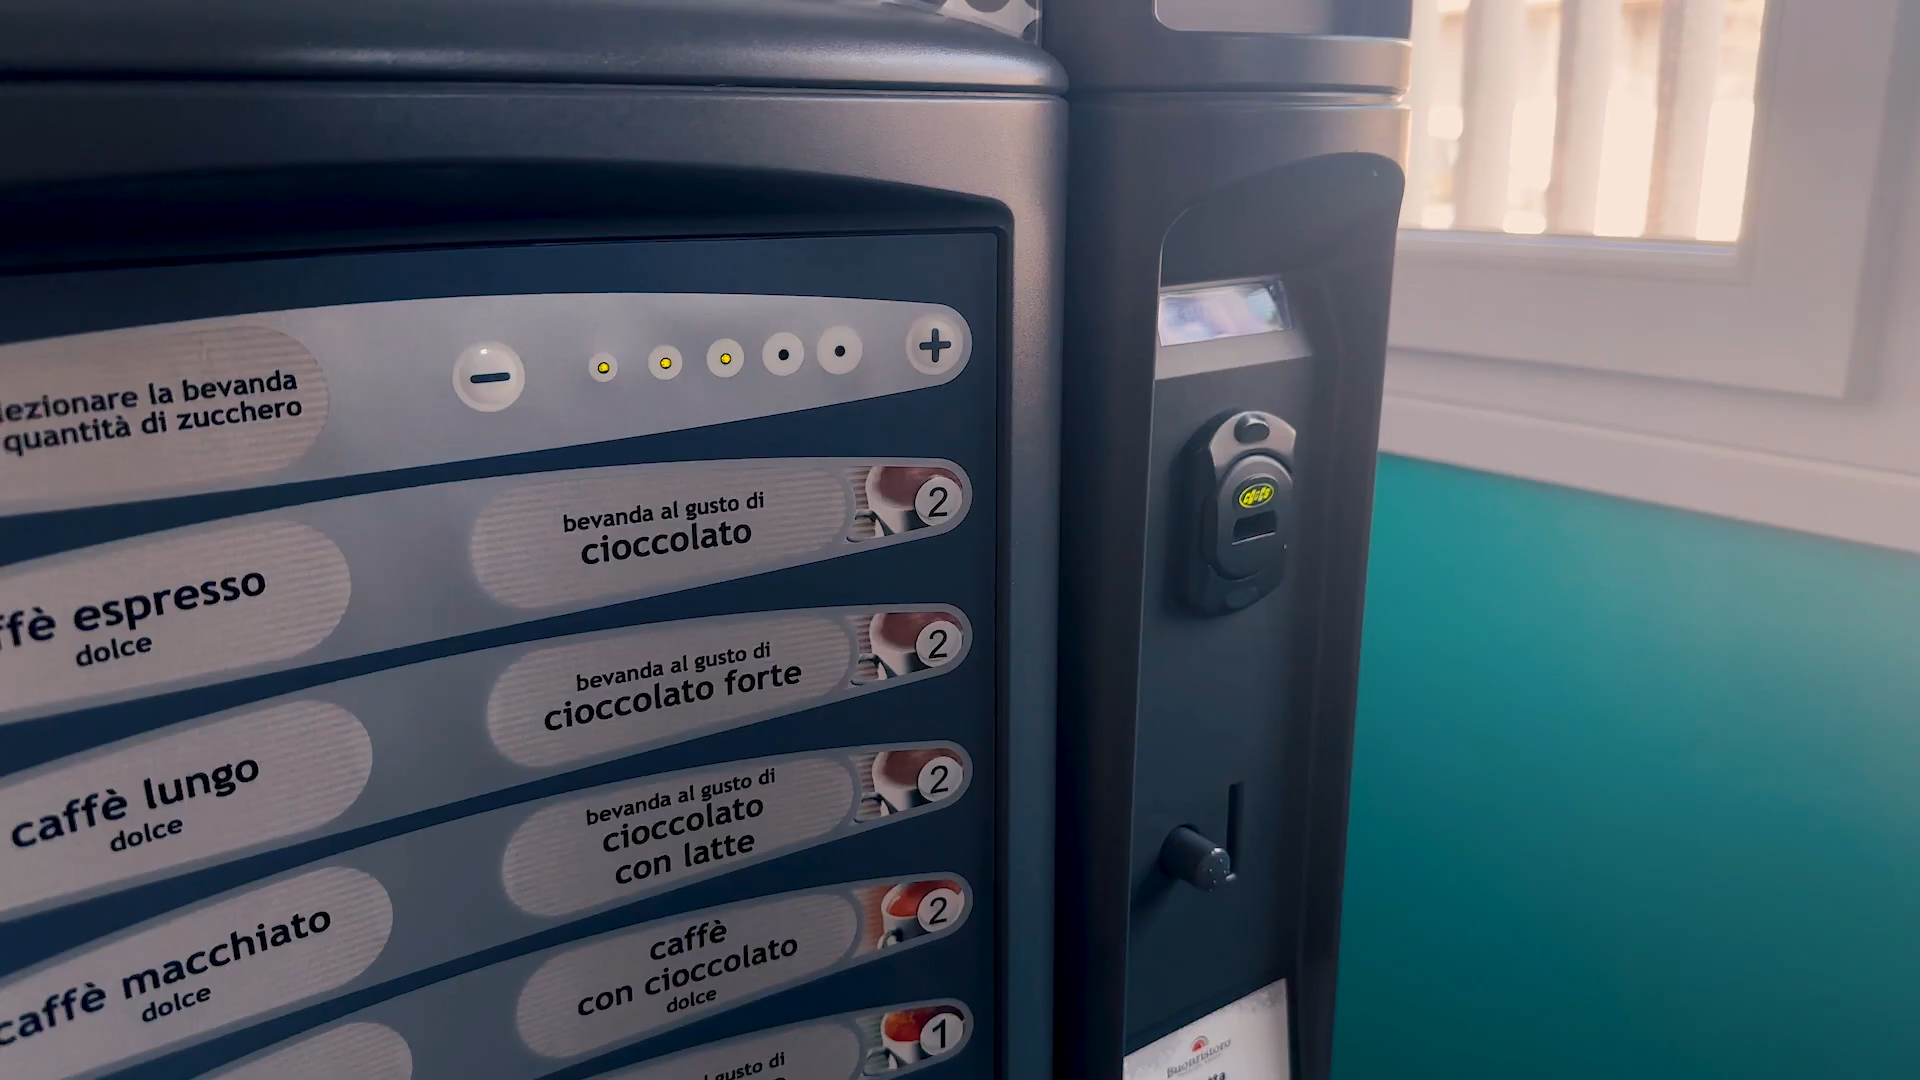 lezionare la bevanda
quantità di zucchero
bevanda al gusto di
cioccolato
2
ffè espresso
dolce
bevanda al gusto di
cioccolato forte
2
caffè lungo
dolce
bevanda al gusto di
cioccolato
con latte
2
caffè macchiato
dolce
caffè
con cioccolato
dolce
2
gusto di
1
Buonristoro